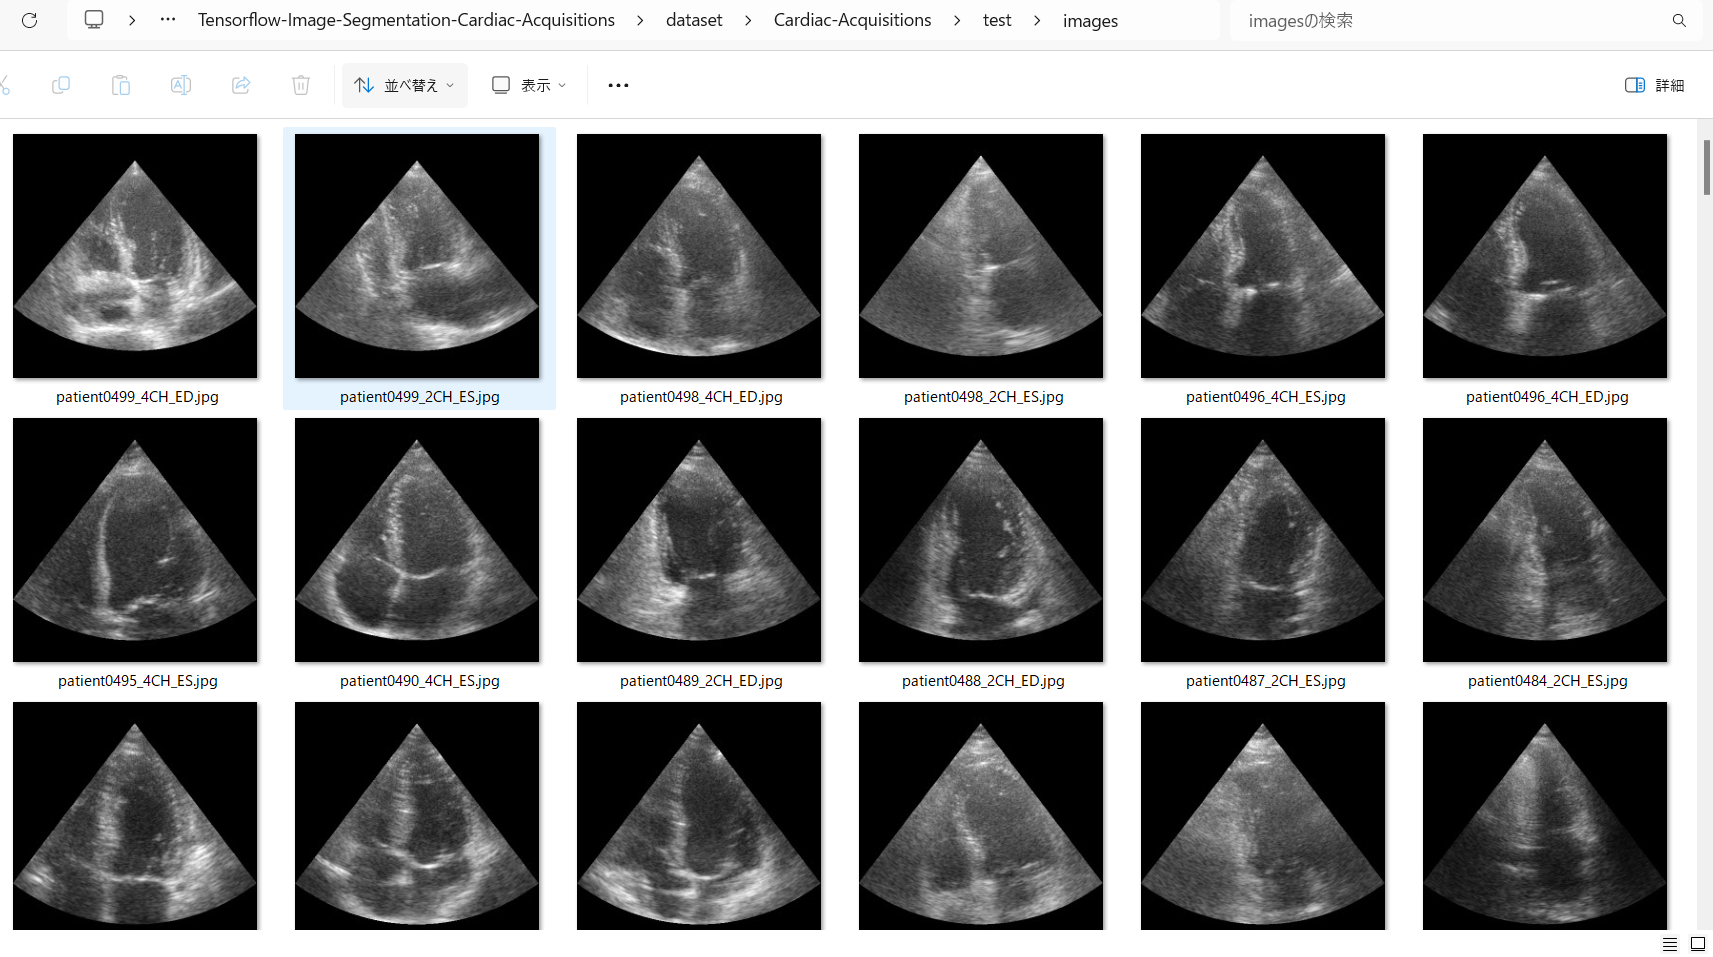 Tensorflow-Image-Segmentation-Cardiac-Acquisitions > dataset > Cardiac-Acquisitions > test > images
imagesの検索
並べ替え
表示
詳細
patient0499_4CH_ED.jpg
patient0499_2CH_ES.jpg
patient0498_4CH_ED.jpg
patient0498_2CH_ES.jpg
patient0496_4CH_ES.jpg
patient0496_4CH_ED.jpg
patient0495_4CH_ES.jpg
patient0490_4CH_ES.jpg
patient0489_2CH_ED.jpg
patient0488_2CH_ED.jpg
patient0487_2CH_ES.jpg
patient0484_2CH_ES.jpg